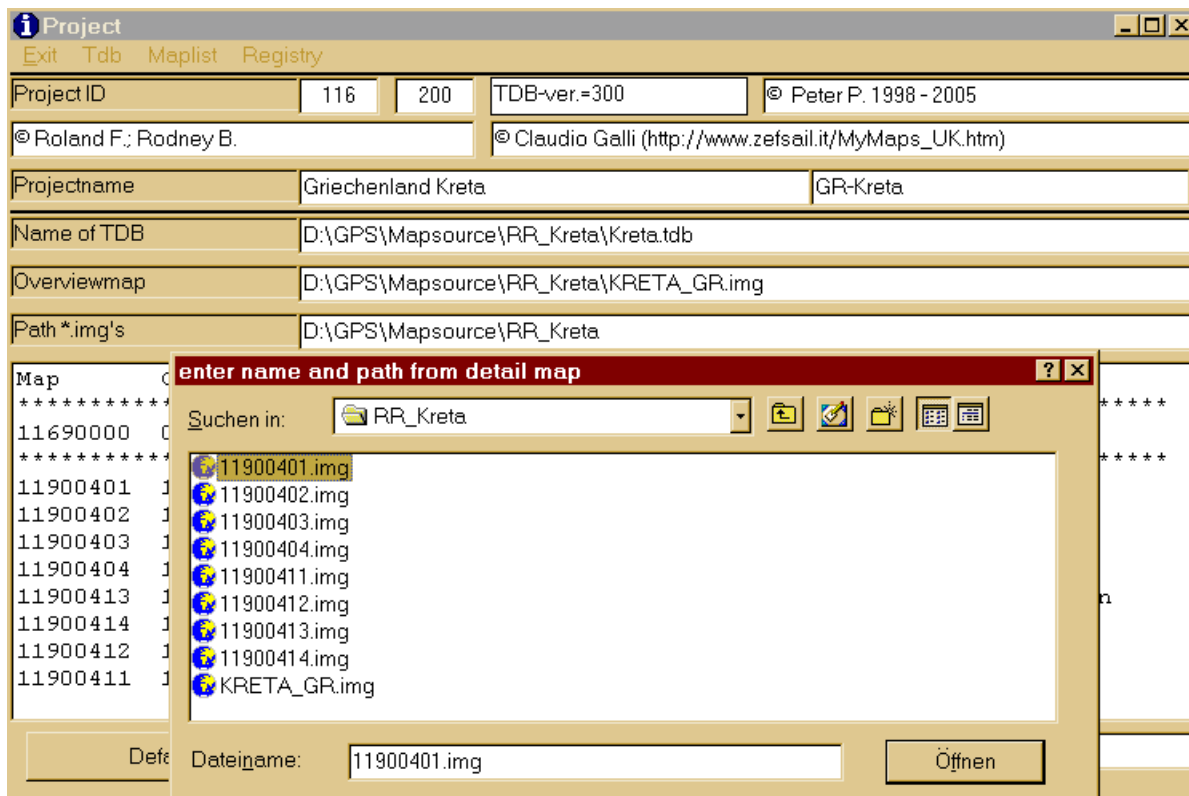 Project
Exit Tdb Maplist Registry
Project ID 116 200 TDB-ver.=300 © Peter P. 1998 - 2005
© Roland F.; Rodney B. © Claudio Galli (http://www.zefsail.it/MyMaps_UK.htm)
Projectname Griechenland Kreta GR-Kreta
Name of TDB D:\GPS\Mapsource\RR_Kreta\Kreta.tdb
Overviewmap D:\GPS\Mapsource\RR_Kreta\KRETA_GR.img
Path *.img's D:\GPS\Mapsource\RR_Kreta
Map
***********
11690000
***********
11900401
11900402
11900403
11900404
11900413
11900414
11900412
11900411
enter name and path from detail map
Suchen in: RR_Kreta
11900401.img
11900402.img
11900403.img
11900404.img
11900411.img
11900412.img
11900413.img
11900414.img
KRETA_GR.img
Dateiname: 11900401.img Öffnen